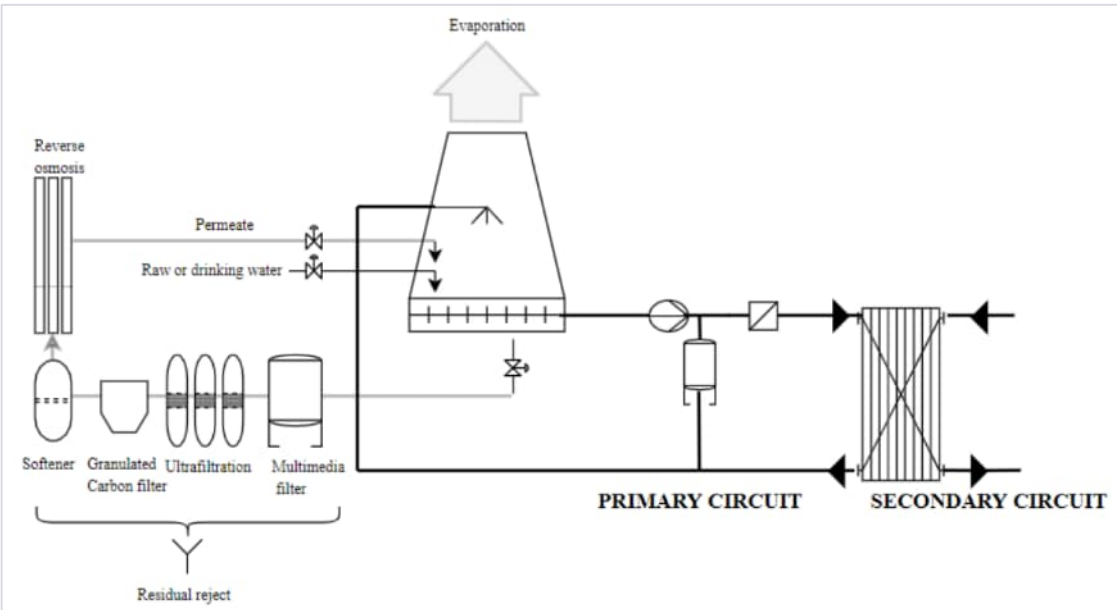 Evaporation
Reverse
osmosis
Permeate
Raw or drinking water
Softener
Granulated
Carbon filter
Ultrafiltration
Multimedia
filter
PRIMARY CIRCUIT
SECONDARY CIRCUIT
Residual reject